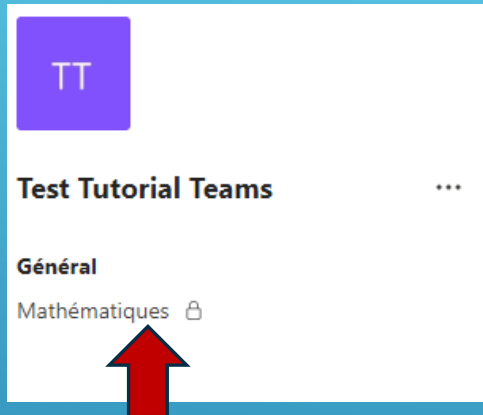 TT
Test Tutorial Teams ...
Général
Mathématiques